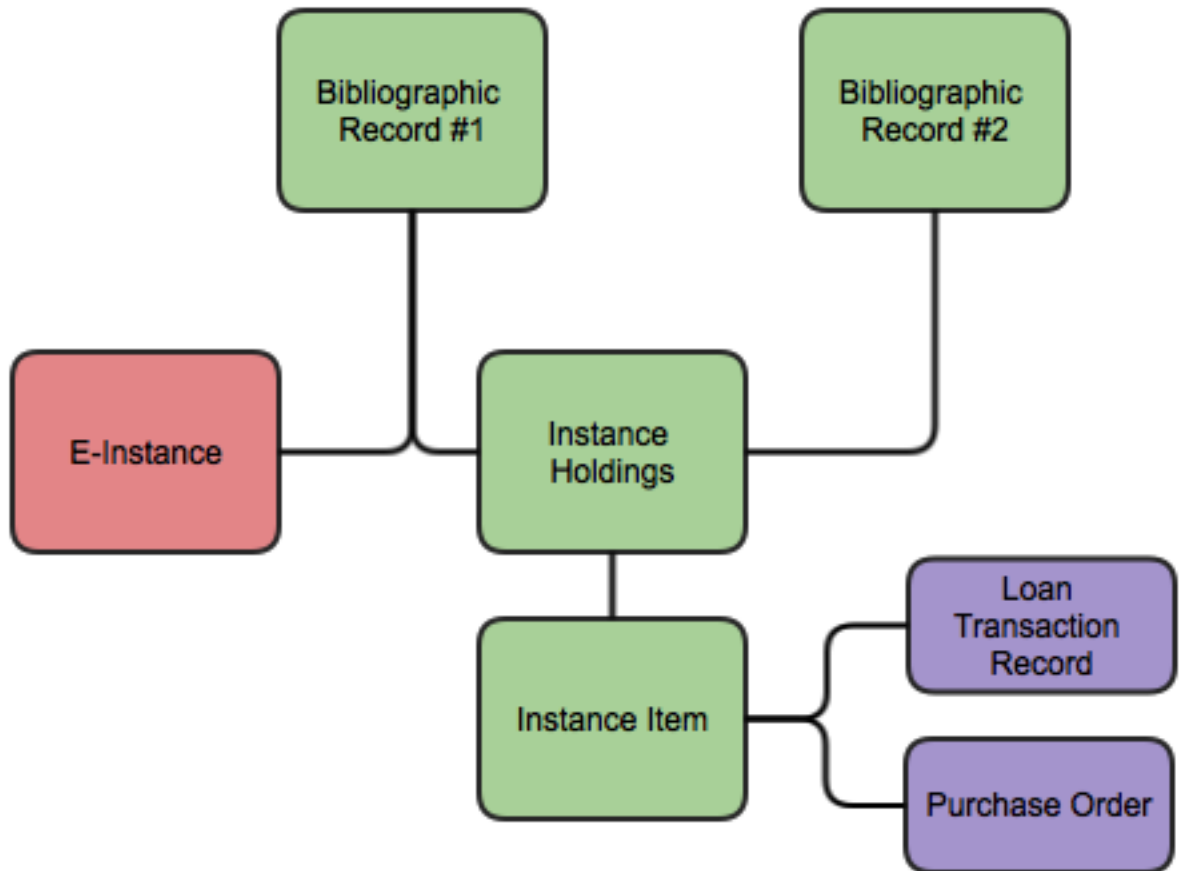 Bibliographic
Record #1
Bibliographic
Record #2
E-Instance
Instance
Holdings
Loan
Transaction
Record
Instance Item
Purchase Order